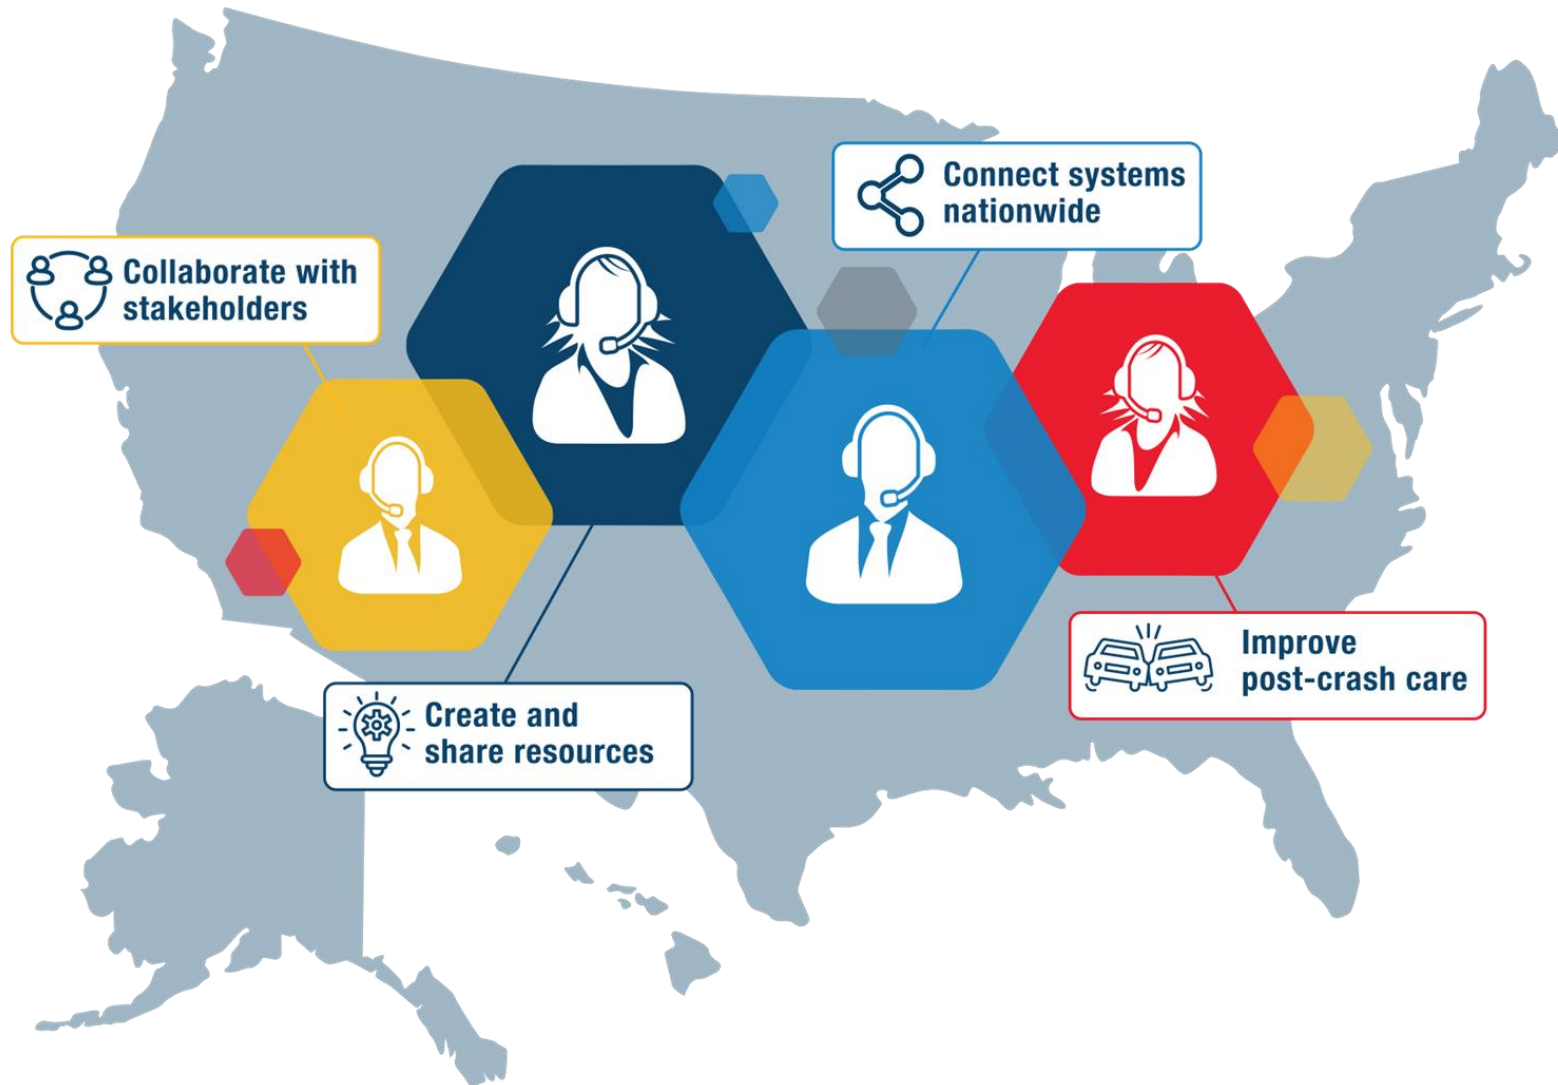 Connect systems
nationwide
Collaborate with
stakeholders
Improve
post-crash care
Create and
share resources